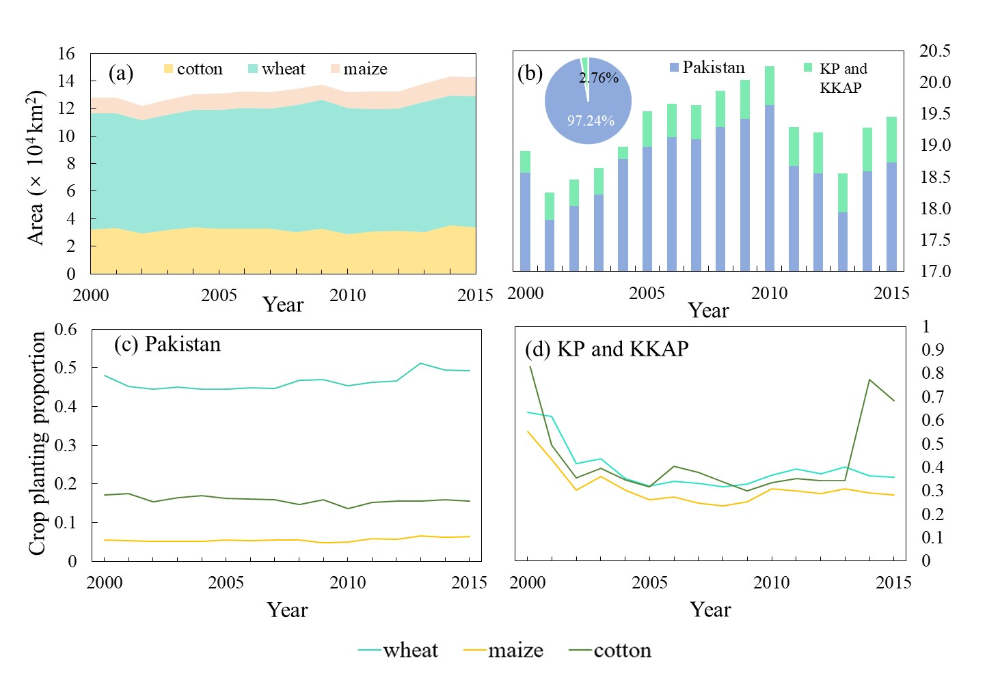 (a)
cotton
wheat
maize
16
14
12
10
8
6
4
2
0
Area (× 10⁴ km²)
2000
2005
2010
2015
Year
(b)
2.76%
97.24%
Pakistan
KP and
KKAP
20.5
20.0
19.5
19.0
18.5
18.0
17.5
17.0
2000
2005
2010
2015
Year
(c) Pakistan
0.6
0.5
0.4
0.3
0.2
0.1
0
Crop planting proportion
2000
2005
2010
2015
Year
(d) KP and KKAP
1
0.9
0.8
0.7
0.6
0.5
0.4
0.3
0.2
0.1
0
2000
2005
2010
2015
Year
wheat
maize
cotton